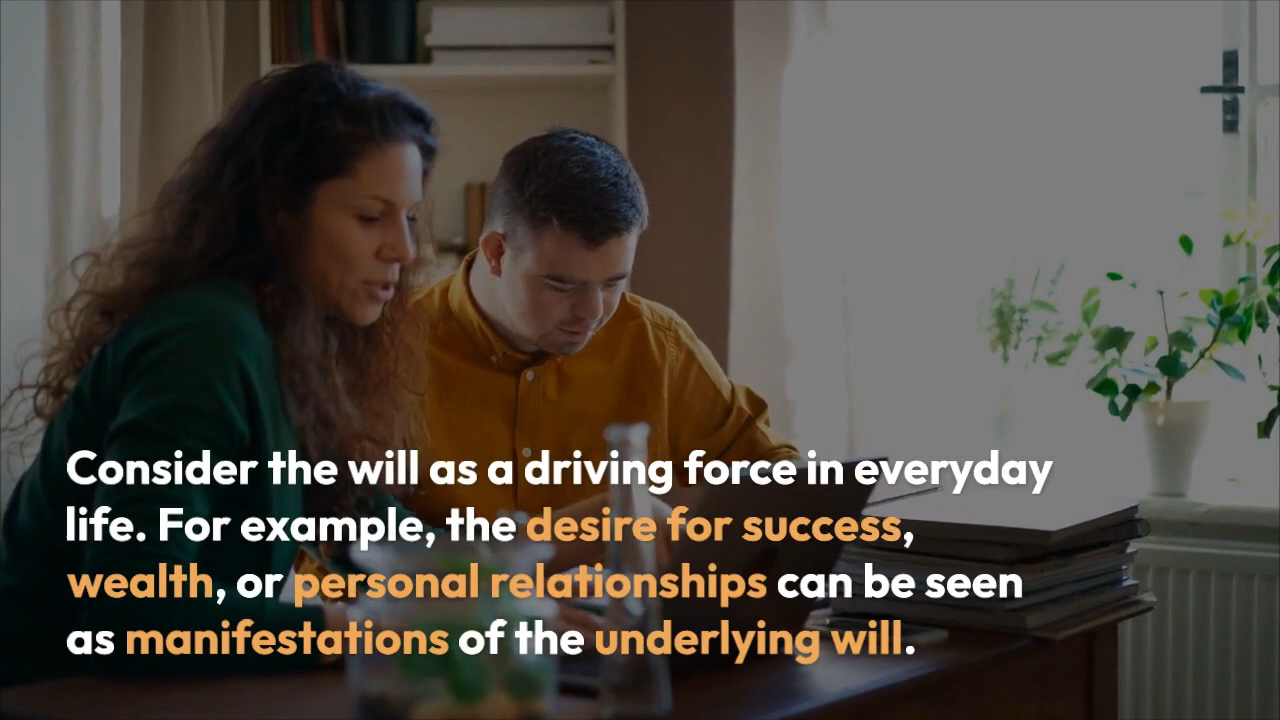 Consider the will as a driving force in everyday
life. For example, the desire for success,
wealth, or personal relationships can be seen
as manifestations of the underlying will.